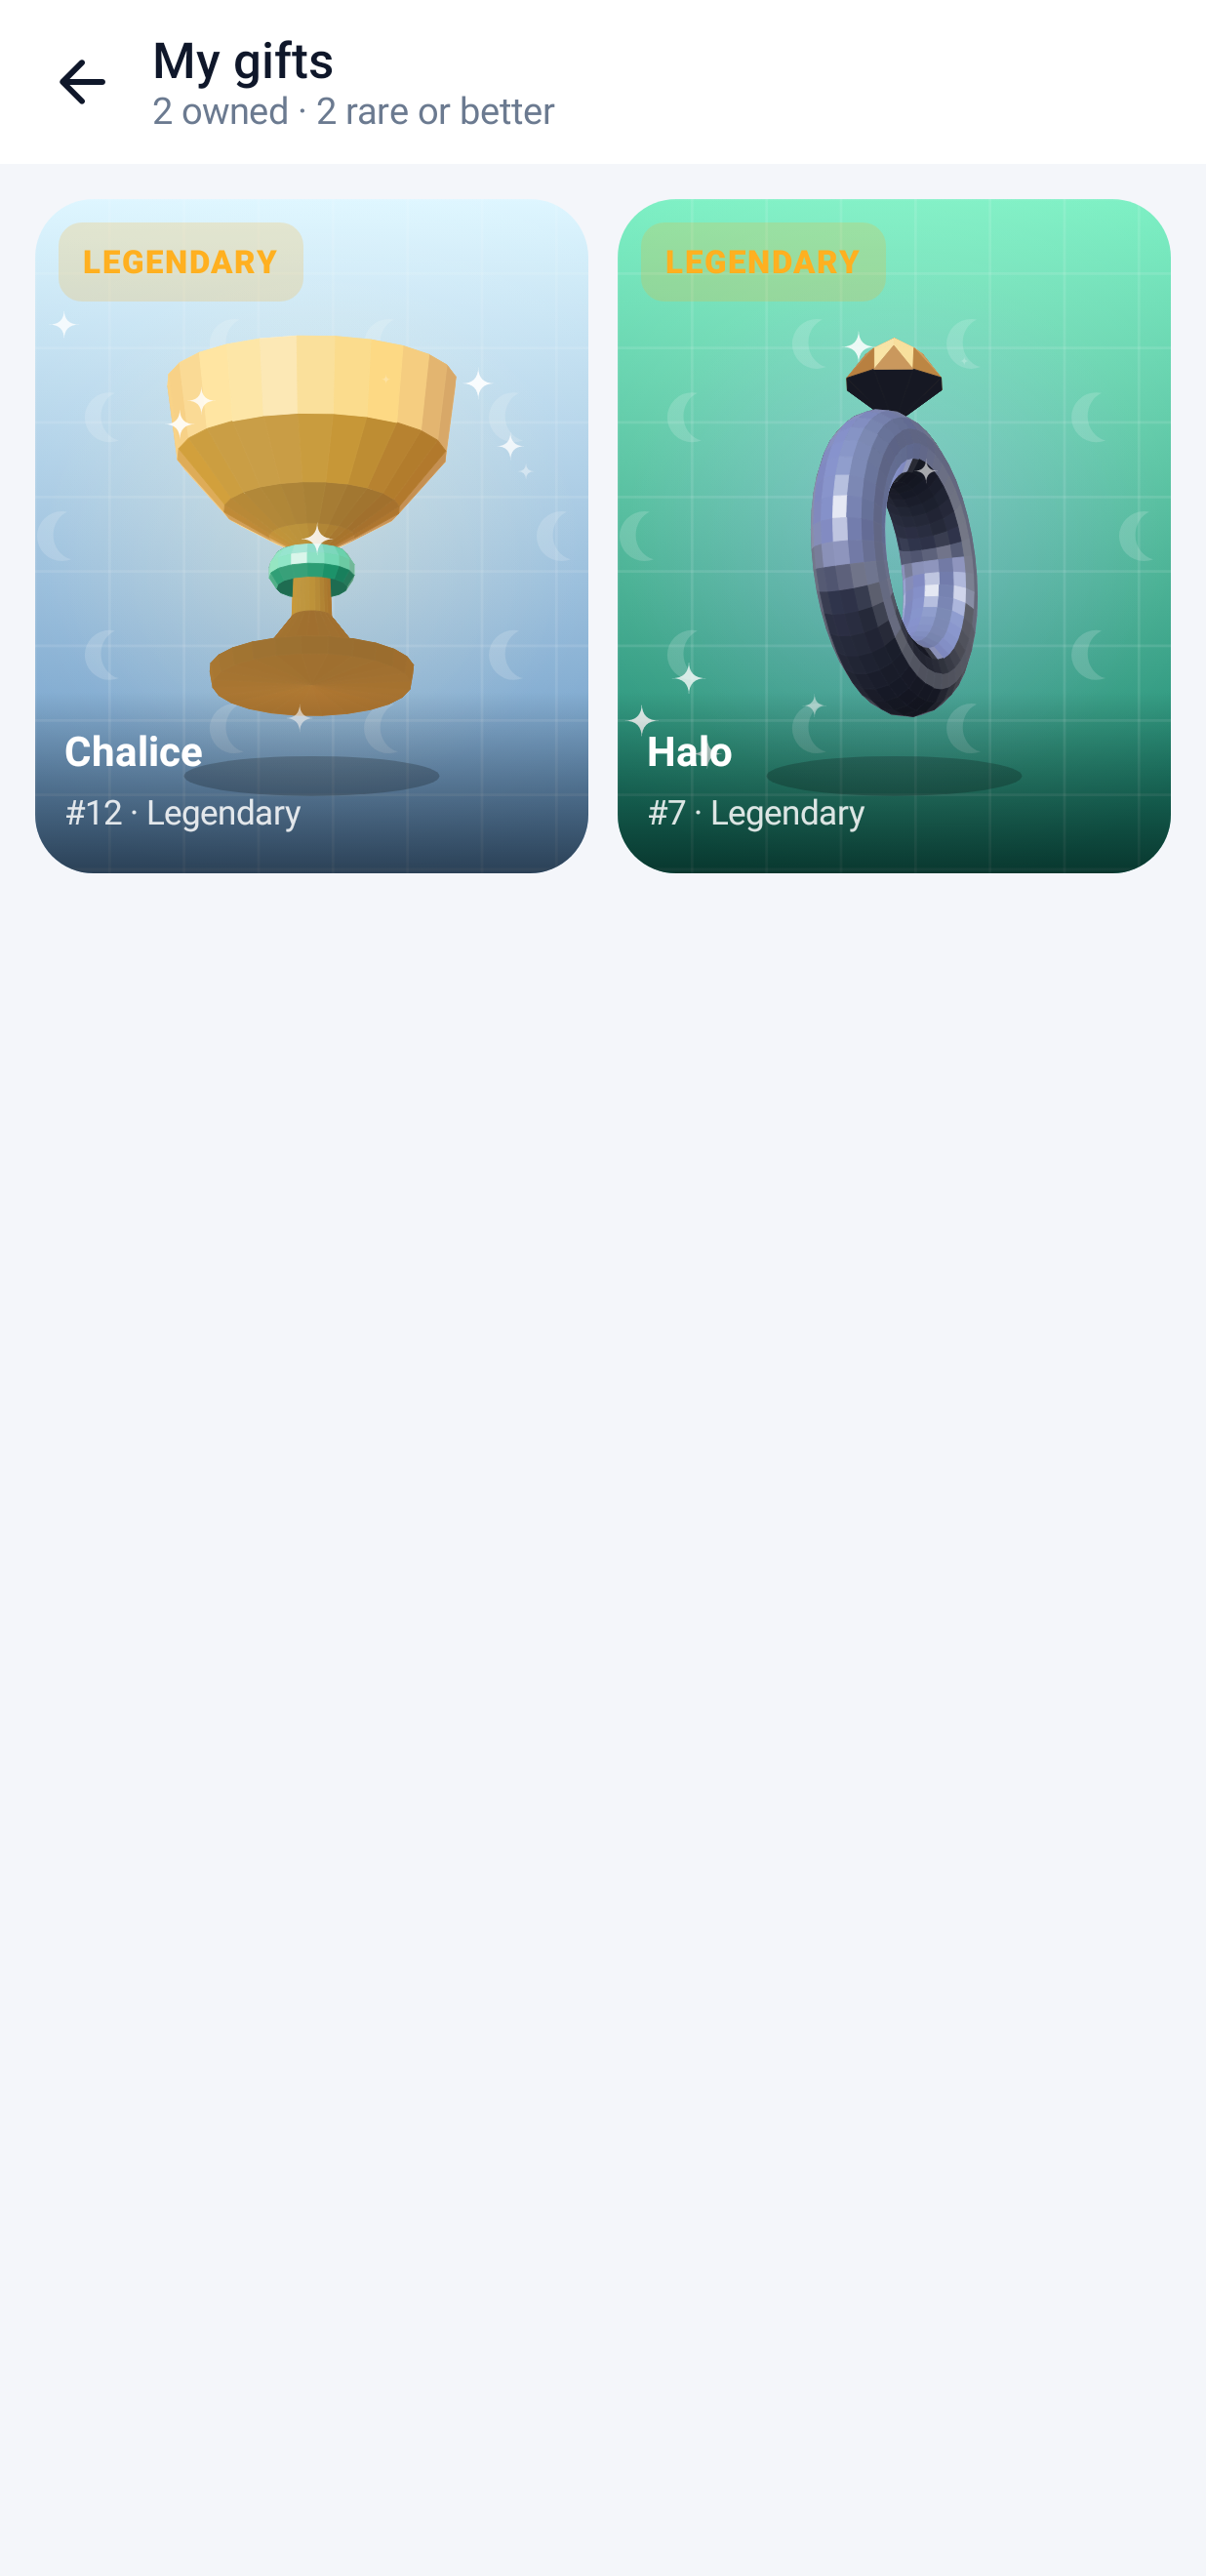 My gifts
2 owned · 2 rare or better
LEGENDARY
LEGENDARY
Chalice
#12 · Legendary
Halo
#7 · Legendary